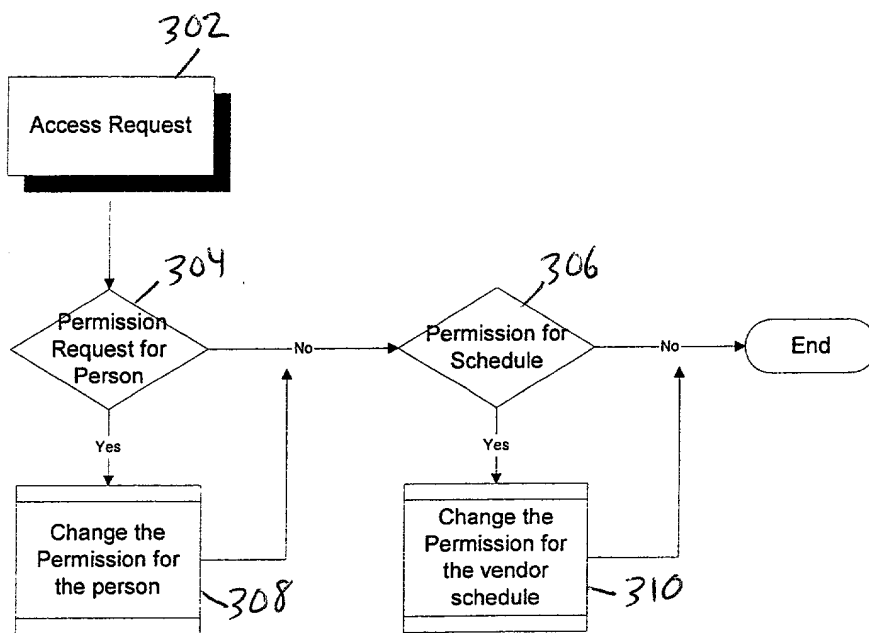 302
Access Request
304
306
Permission
Request for
Person
No
Permission for
Schedule
No
End
Yes
Yes
Change the
Permission for
the person
308
Change the
Permission for
the vendor
schedule
310